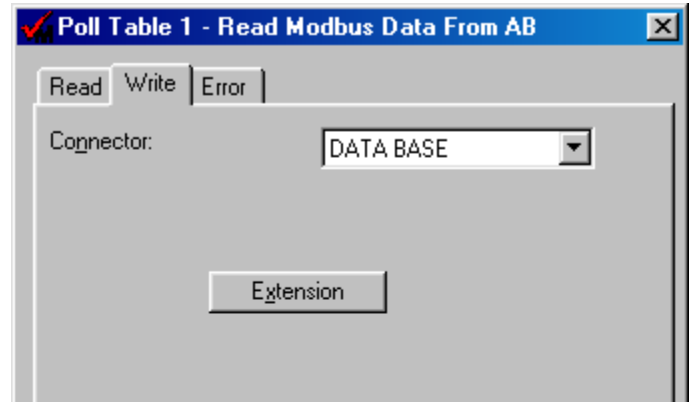 Poll Table 1 - Read Modbus Data From AB
Read Write Error
Connector: DATA BASE
Extension